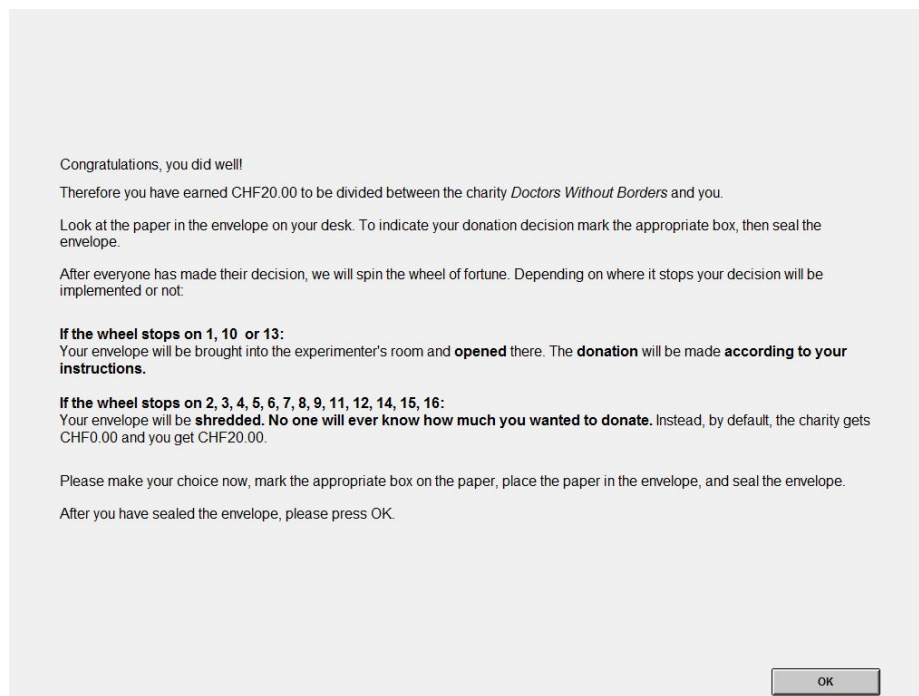 Congratulations, you did well!
Therefore you have earned CHF20.00 to be divided between the charity Doctors Without Borders and you.
Look at the paper in the envelope on your desk. To indicate your donation decision mark the appropriate box, then seal the
envelope.
After everyone has made their decision, we will spin the wheel of fortune. Depending on where it stops your decision will be
implemented or not:
If the wheel stops on 1, 10 or 13:
Your envelope will be brought into the experimenter's room and opened there. The donation will be made according to your
instructions.
If the wheel stops on 2, 3, 4, 5, 6, 7, 8, 9, 11, 12, 14, 15, 16:
Your envelope will be shredded. No one will ever know how much you wanted to donate. Instead, by default, the charity gets
CHF0.00 and you get CHF20.00.
Please make your choice now, mark the appropriate box on the paper, place the paper in the envelope, and seal the envelope.
After you have sealed the envelope, please press OK.
OK